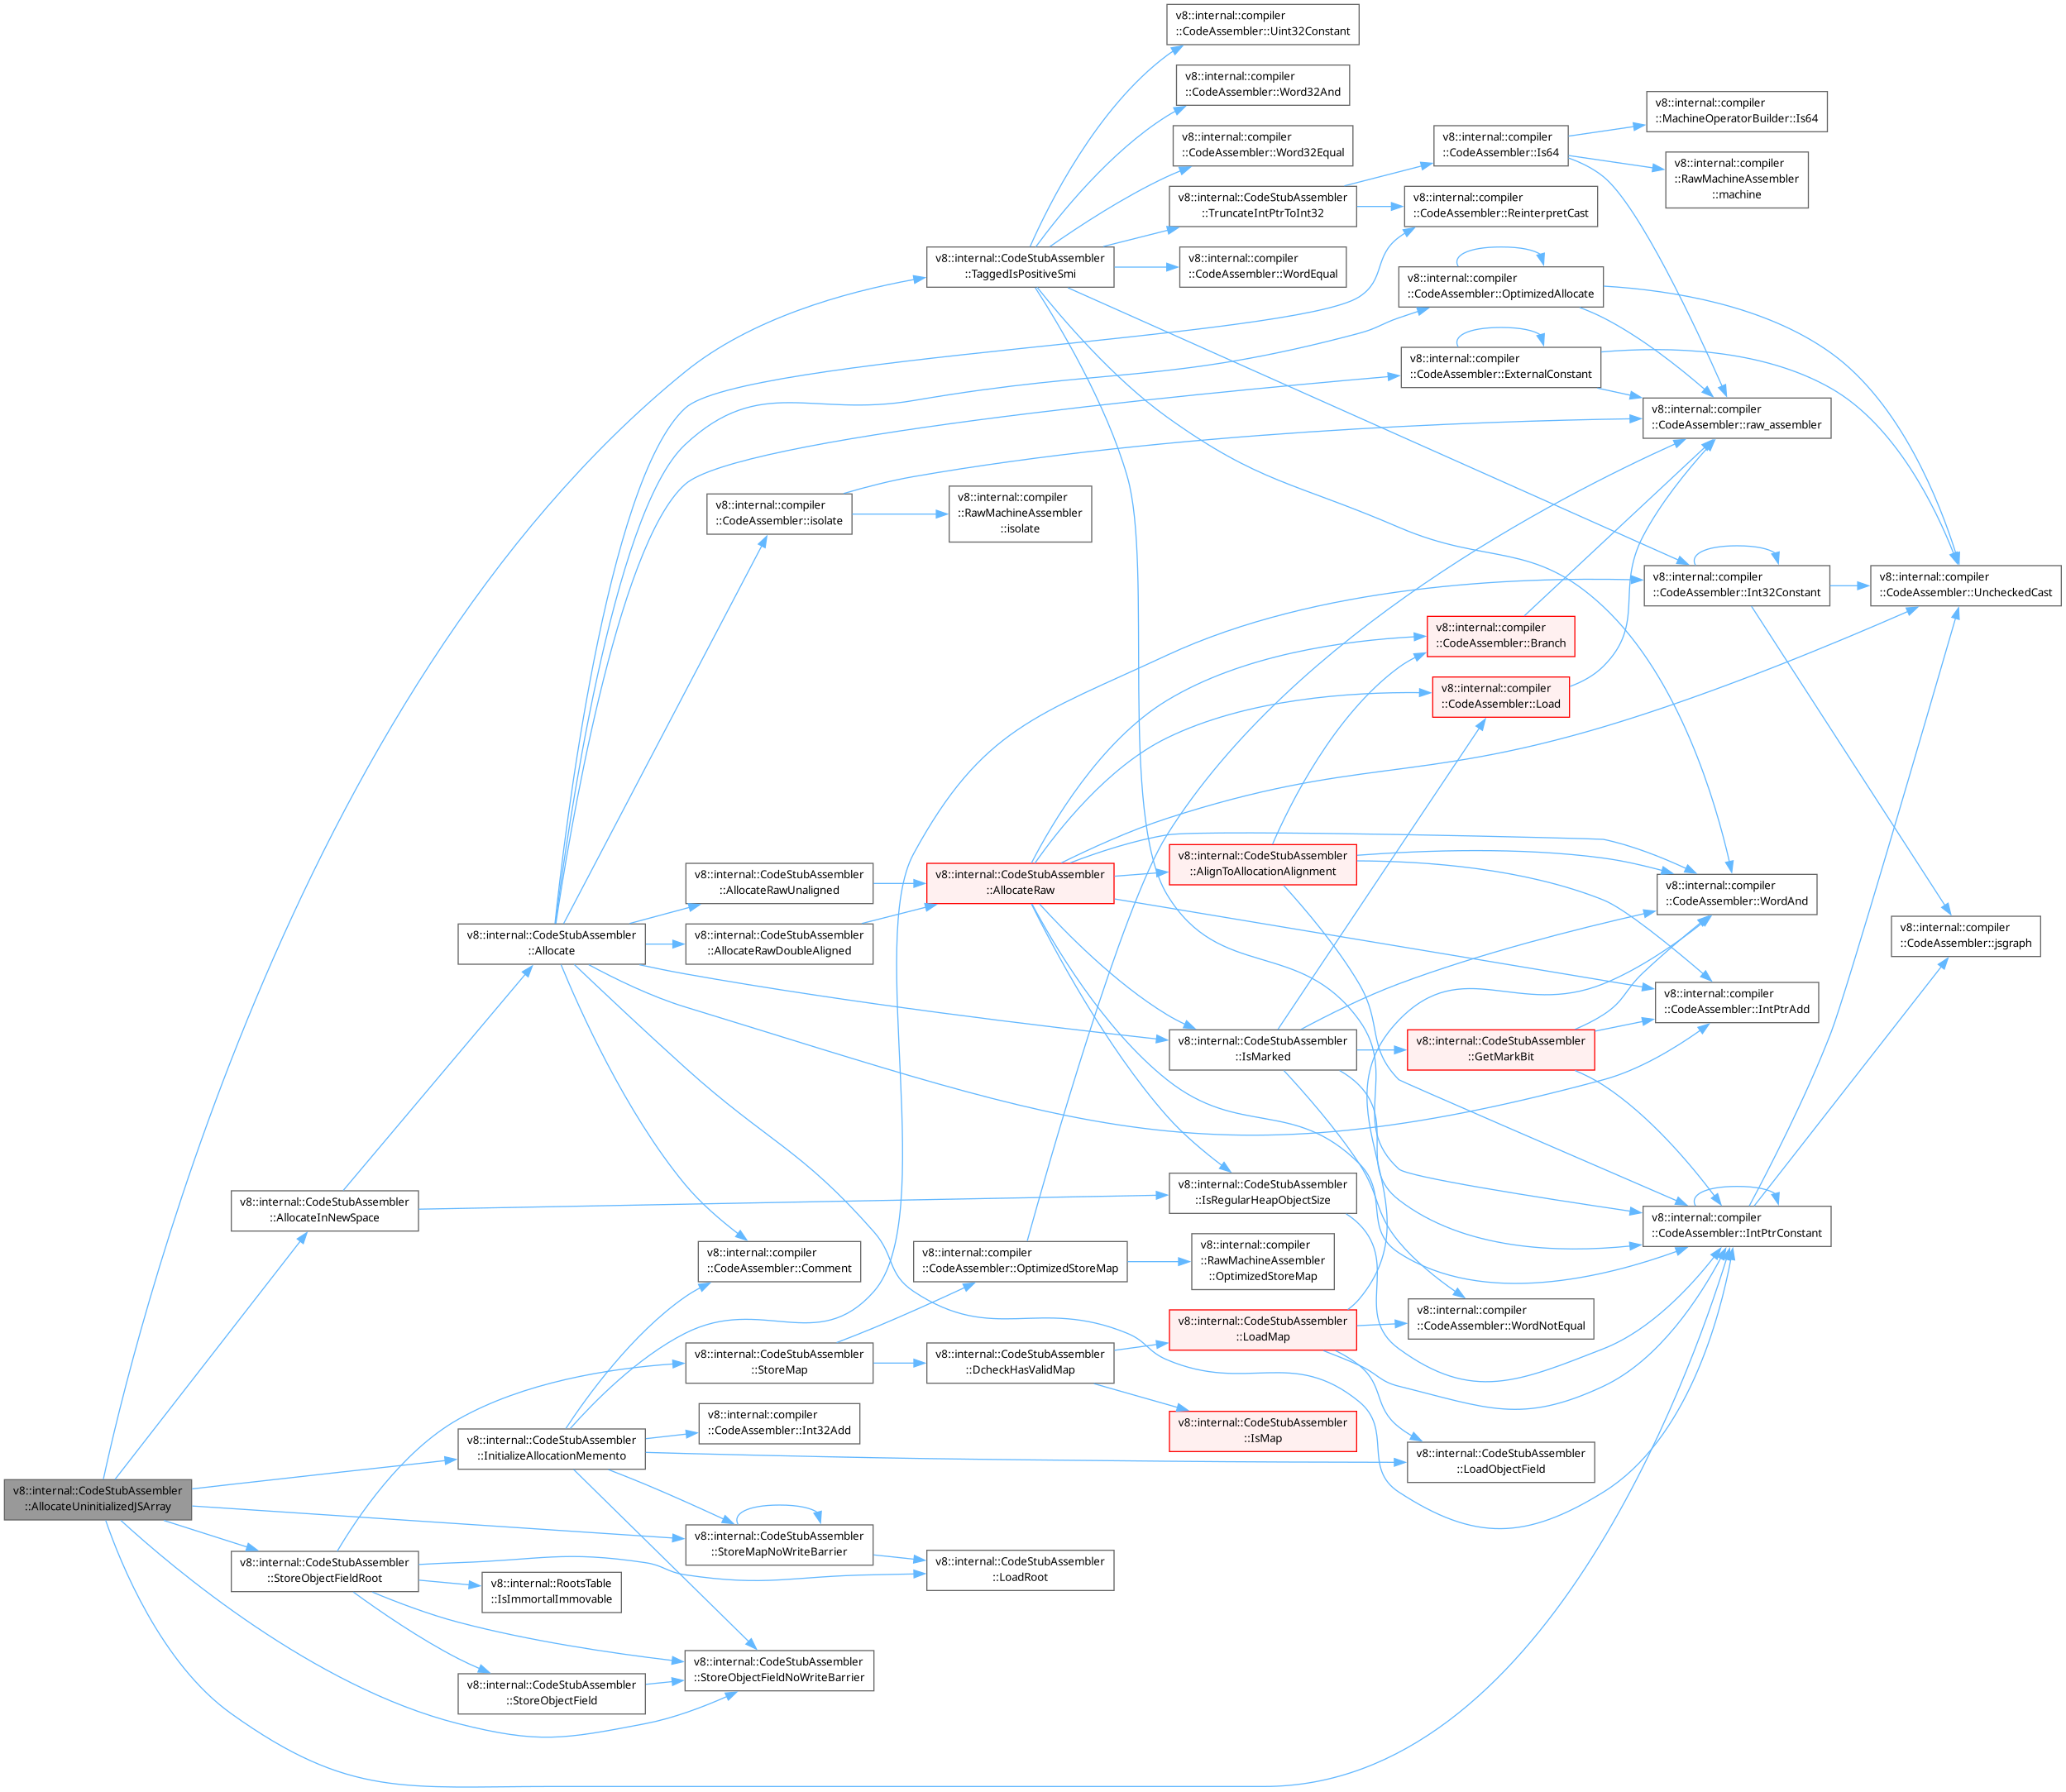 v8::internal::compiler
::CodeAssembler::Uint32Constant
v8::internal::compiler
::CodeAssembler::Word32And
v8::internal::compiler
::MachineOperatorBuilder::Is64
v8::internal::compiler
::CodeAssembler::Word32Equal
v8::internal::compiler
::CodeAssembler::Is64
v8::internal::compiler
::RawMachineAssembler
::machine
v8::internal::CodeStubAssembler
::TruncateIntPtrToInt32
v8::internal::compiler
::CodeAssembler::ReinterpretCast
v8::internal::CodeStubAssembler
::TaggedIsPositiveSmi
v8::internal::compiler
::CodeAssembler::WordEqual
v8::internal::compiler
::CodeAssembler::OptimizedAllocate
v8::internal::compiler
::CodeAssembler::ExternalConstant
v8::internal::compiler
::CodeAssembler::raw_assembler
v8::internal::compiler
::CodeAssembler::isolate
v8::internal::compiler
::RawMachineAssembler
::isolate
v8::internal::compiler
::CodeAssembler::Int32Constant
v8::internal::compiler
::CodeAssembler::UncheckedCast
v8::internal::compiler
::CodeAssembler::Branch
v8::internal::compiler
::CodeAssembler::Load
v8::internal::CodeStubAssembler
::AllocateRawUnaligned
v8::internal::CodeStubAssembler
::AllocateRaw
v8::internal::CodeStubAssembler
::AlignToAllocationAlignment
v8::internal::compiler
::CodeAssembler::WordAnd
v8::internal::CodeStubAssembler
::Allocate
v8::internal::CodeStubAssembler
::AllocateRawDoubleAligned
v8::internal::compiler
::CodeAssembler::jsgraph
v8::internal::compiler
::CodeAssembler::IntPtrAdd
v8::internal::CodeStubAssembler
::IsMarked
v8::internal::CodeStubAssembler
::GetMarkBit
v8::internal::CodeStubAssembler
::AllocateInNewSpace
v8::internal::CodeStubAssembler
::IsRegularHeapObjectSize
v8::internal::compiler
::CodeAssembler::IntPtrConstant
v8::internal::compiler
::CodeAssembler::Comment
v8::internal::compiler
::CodeAssembler::OptimizedStoreMap
v8::internal::compiler
::RawMachineAssembler
::OptimizedStoreMap
v8::internal::CodeStubAssembler
::LoadMap
v8::internal::compiler
::CodeAssembler::WordNotEqual
v8::internal::CodeStubAssembler
::StoreMap
v8::internal::CodeStubAssembler
::DcheckHasValidMap
v8::internal::compiler
::CodeAssembler::Int32Add
v8::internal::CodeStubAssembler
::IsMap
v8::internal::CodeStubAssembler
::InitializeAllocationMemento
v8::internal::CodeStubAssembler
::LoadObjectField
v8::internal::CodeStubAssembler
::AllocateUninitializedJSArray
v8::internal::CodeStubAssembler
::StoreMapNoWriteBarrier
v8::internal::CodeStubAssembler
::StoreObjectFieldRoot
v8::internal::CodeStubAssembler
::LoadRoot
v8::internal::RootsTable
::IsImmortalImmovable
v8::internal::CodeStubAssembler
::StoreObjectFieldNoWriteBarrier
v8::internal::CodeStubAssembler
::StoreObjectField